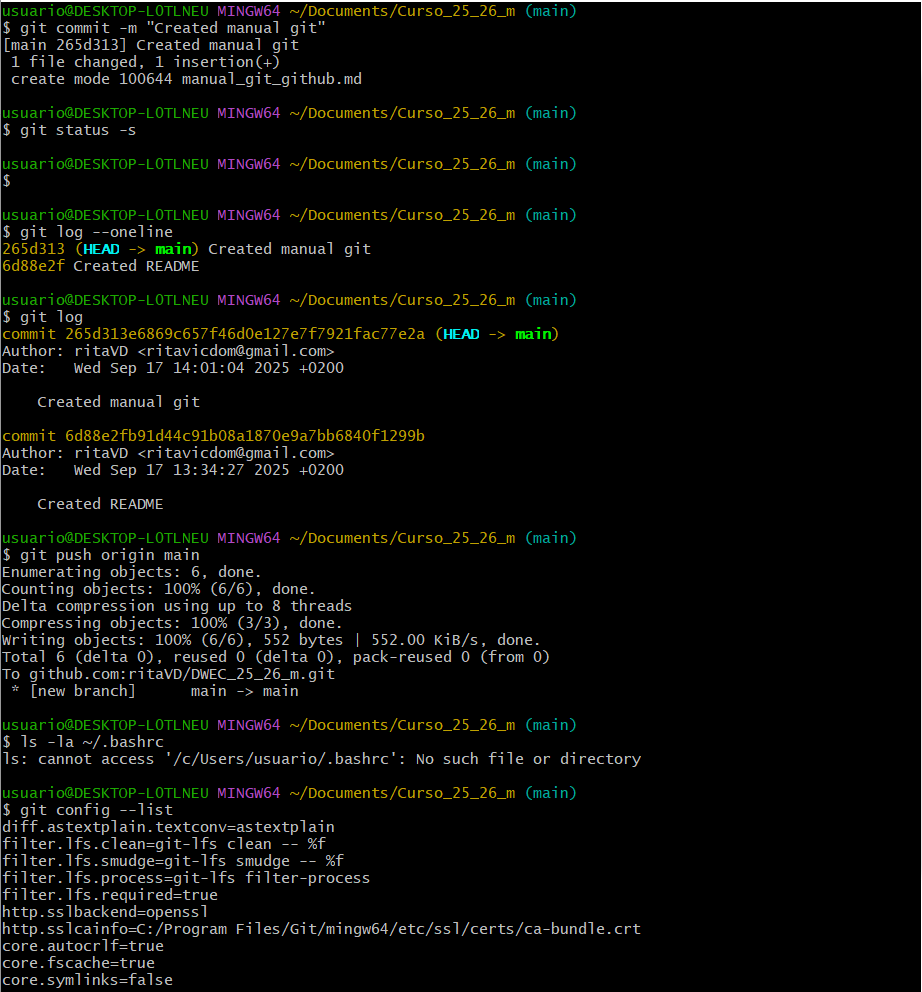 usuario@DESKTOP-L0TLNEU MINGW64 ~/Documents/Curso_25_26_m (main)
$ git commit -m "Created manual git"
[main 265d313] Created manual git
 1 file changed, 1 insertion(+)
 create mode 100644 manual_git_github.md
usuario@DESKTOP-L0TLNEU MINGW64 ~/Documents/Curso_25_26_m (main)
$ git status -s
usuario@DESKTOP-L0TLNEU MINGW64 ~/Documents/Curso_25_26_m (main)
$
usuario@DESKTOP-L0TLNEU MINGW64 ~/Documents/Curso_25_26_m (main)
$ git log --oneline
265d313 (HEAD -> main) Created manual git
6d88e2f Created README
usuario@DESKTOP-L0TLNEU MINGW64 ~/Documents/Curso_25_26_m (main)
$ git log
commit 265d313e6869c657f46d0e127e7f7921fac77e2a (HEAD -> main)
Author: ritaVD <ritavicdom@gmail.com>
Date:   Wed Sep 17 14:01:04 2025 +0200
    Created manual git
commit 6d88e2fb91d44c91b08a1870e9a7bb6840f1299b
Author: ritaVD <ritavicdom@gmail.com>
Date:   Wed Sep 17 13:34:27 2025 +0200
    Created README
usuario@DESKTOP-L0TLNEU MINGW64 ~/Documents/Curso_25_26_m (main)
$ git push origin main
Enumerating objects: 6, done.
Counting objects: 100% (6/6), done.
Delta compression using up to 8 threads
Compressing objects: 100% (3/3), done.
Writing objects: 100% (6/6), 552 bytes | 552.00 KiB/s, done.
Total 6 (delta 0), reused 0 (delta 0), pack-reused 0 (from 0)
To github.com:ritaVD/DWEC_25_26_m.git
 * [new branch]      main -> main
usuario@DESKTOP-L0TLNEU MINGW64 ~/Documents/Curso_25_26_m (main)
$ ls -la ~/.bashrc
ls: cannot access '/c/Users/usuario/.bashrc': No such file or directory
usuario@DESKTOP-L0TLNEU MINGW64 ~/Documents/Curso_25_26_m (main)
$ git config --list
diff.astextplain.textconv=astextplain
filter.lfs.clean=git-lfs clean -- %f
filter.lfs.smudge=git-lfs smudge -- %f
filter.lfs.process=git-lfs filter-process
filter.lfs.required=true
http.sslbackend=openssl
http.sslcainfo=C:/Program Files/Git/mingw64/etc/ssl/certs/ca-bundle.crt
core.autocrlf=true
core.fscache=true
core.symlinks=false